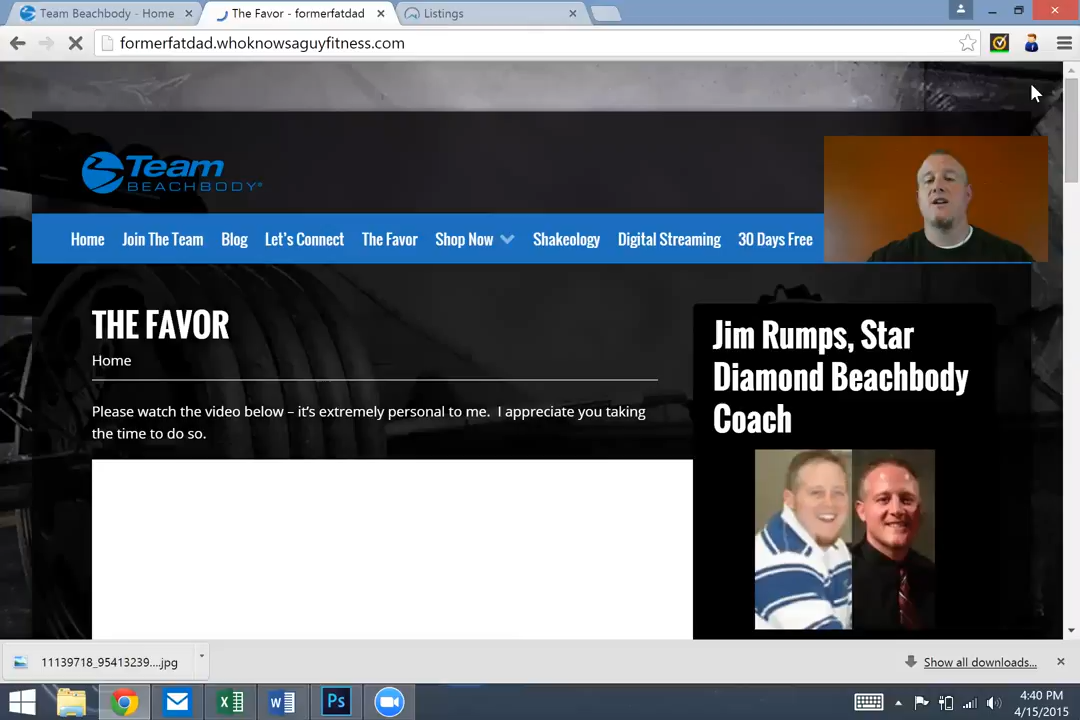 Team Beachbody - Home
The Favor - formerfatdad
Listings
formerfatdad.whoknowsaguyfitness.com
Team
BEACHBODY
Home
Join The Team
Blog
Let's Connect
The Favor
Shop Now
Shakeology
Digital Streaming
30 Days Free
THE FAVOR
Home
Please watch the video below – it's extremely personal to me. I appreciate you taking
the time to do so.
Jim Rumps, Star
Diamond Beachbody
Coach
11139718_95413239....jpg
Show all downloads...
Ps
4:40 PM
4/15/2015